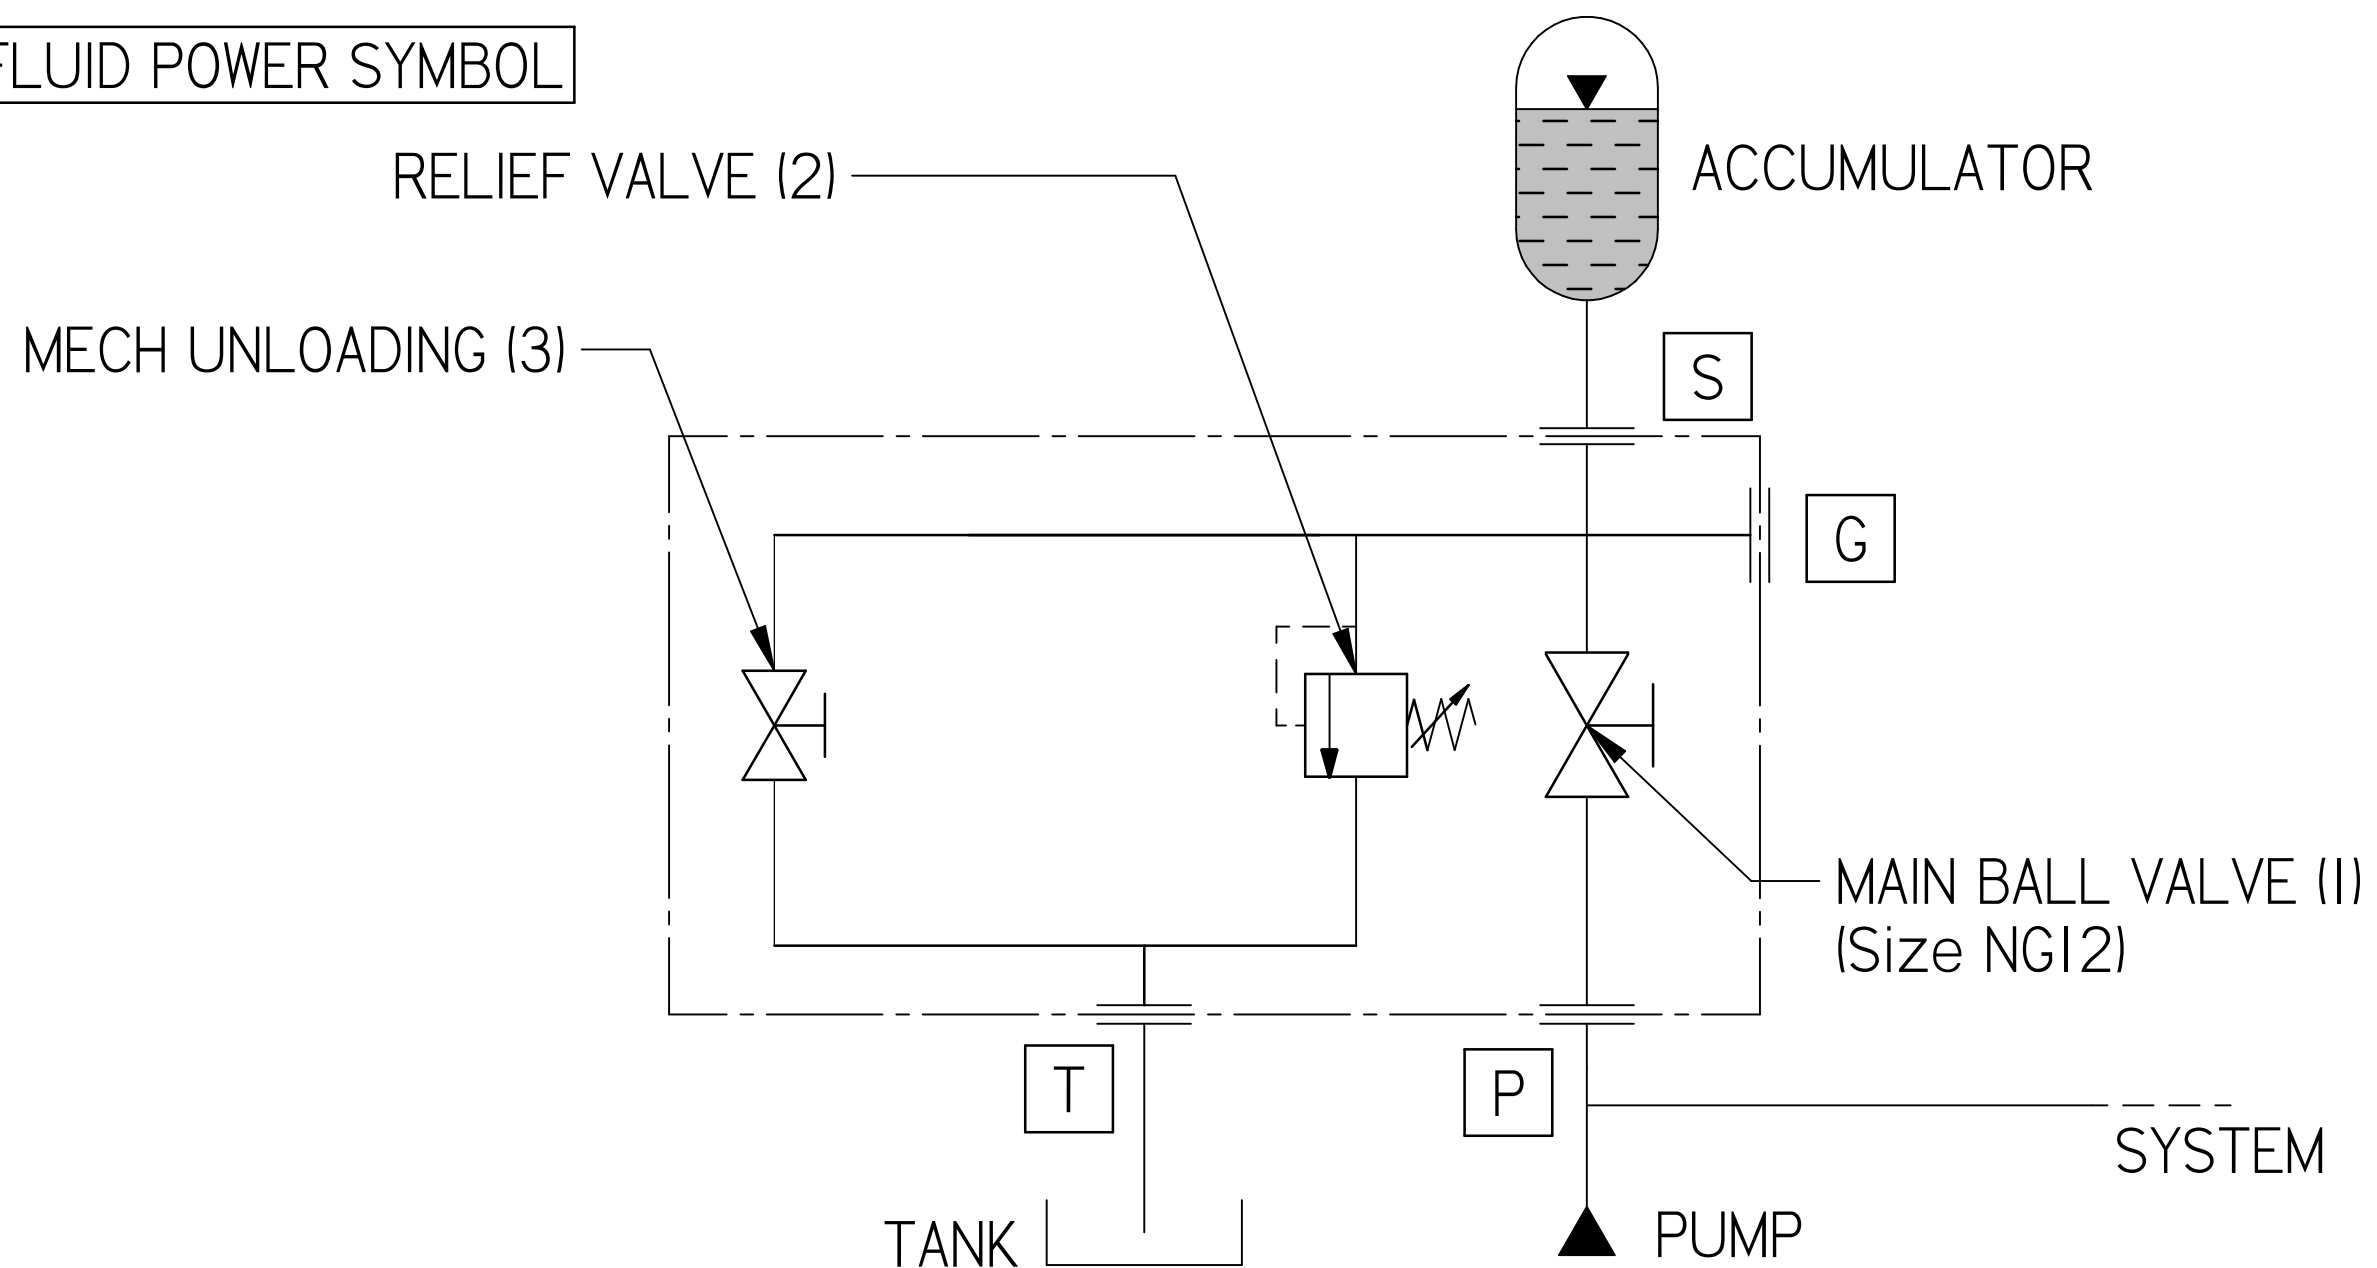 FLUID POWER SYMBOL
RELIEF VALVE (2)
ACCUMULATOR
MECH UNLOADING (3)
S
G
MAIN BALL VALVE (1)
(Size NG12)
T
P
SYSTEM
TANK
PUMP